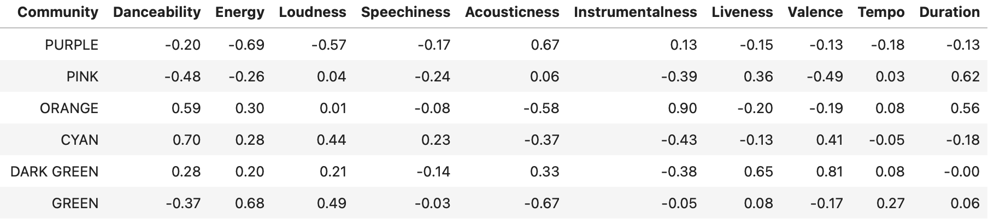 Community Danceability Energy Loudness Speechiness Acousticness Instrumentalness Liveness Valence Tempo Duration
PURPLE -0.20 -0.69 -0.57 -0.17 0.67 0.13 -0.15 -0.13 -0.18 -0.13
PINK -0.48 -0.26 0.04 -0.24 0.06 -0.39 0.36 -0.49 0.03 0.62
ORANGE 0.59 0.30 0.01 -0.08 -0.58 0.90 -0.20 -0.19 0.08 0.56
CYAN 0.70 0.28 0.44 0.23 -0.37 -0.43 -0.13 0.41 -0.05 -0.18
DARK GREEN 0.28 0.20 0.21 -0.14 0.33 -0.38 0.65 0.81 0.08 -0.00
GREEN -0.37 0.68 0.49 -0.03 -0.67 -0.05 0.08 -0.17 0.27 0.06